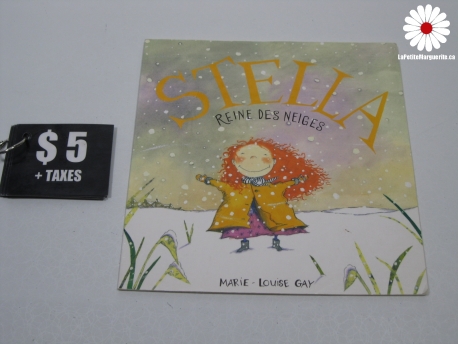 LaPetiteMarguerite.ca
STELLA
REINE DES NEIGES
$5
+ TAXES
MARIE · LOUISE GAY